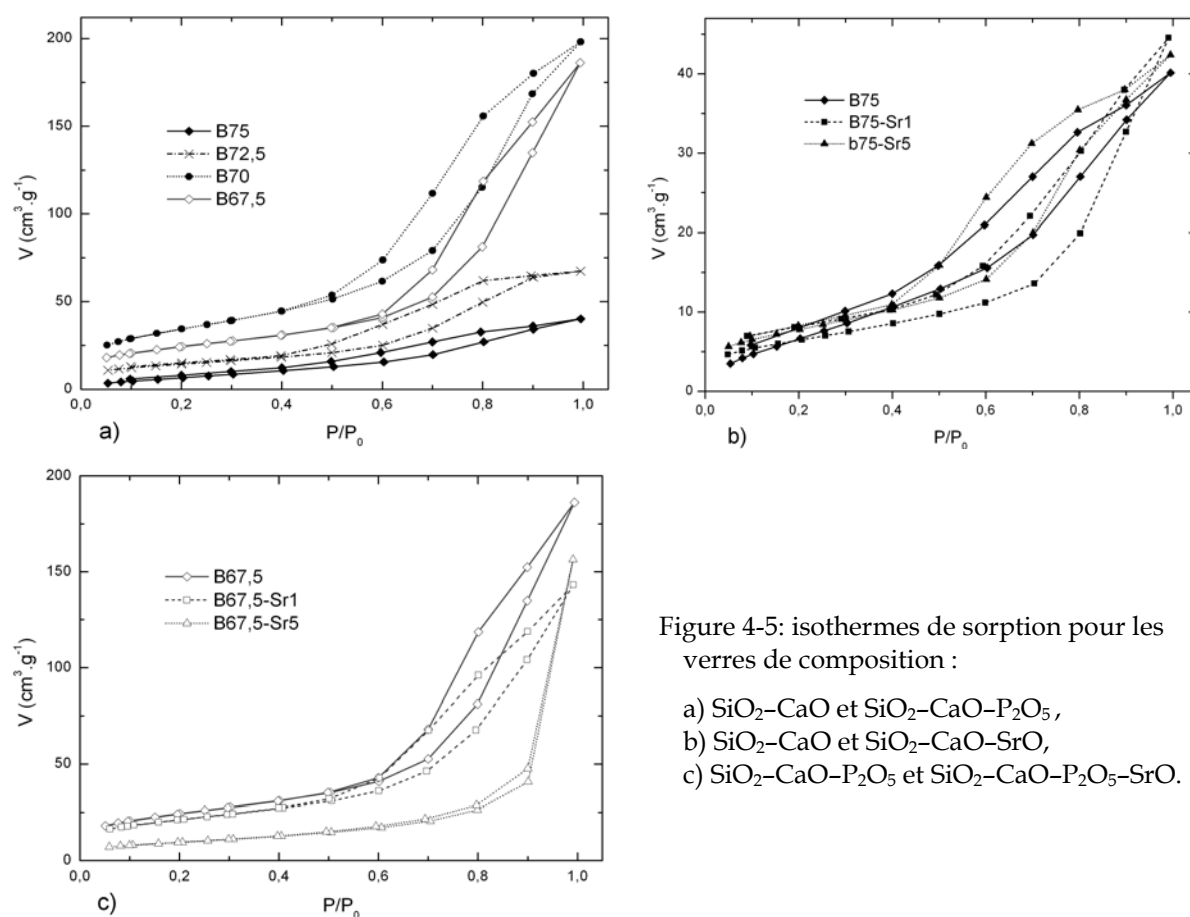 200
150
100
50
0
V (cm³.g⁻¹)
B75
B72,5
B70
B67,5
0,0 0,2 0,4 0,6 0,8 1,0
a)
P/P₀
40
30
20
10
0
V (cm³.g⁻¹)
B75
B75-Sr1
b75-Sr5
0,0 0,2 0,4 0,6 0,8 1,0
b)
P/P₀
200
150
100
50
0
V (cm³.g⁻¹)
B67,5
B67,5-Sr1
B67,5-Sr5
0,0 0,2 0,4 0,6 0,8 1,0
c)
P/P₀
Figure 4-5: isothermes de sorption pour les
verres de composition :
a) SiO₂–CaO et SiO₂–CaO–P₂O₅ ,
b) SiO₂–CaO et SiO₂–CaO–SrO,
c) SiO₂–CaO–P₂O₅ et SiO₂–CaO–P₂O₅–SrO.